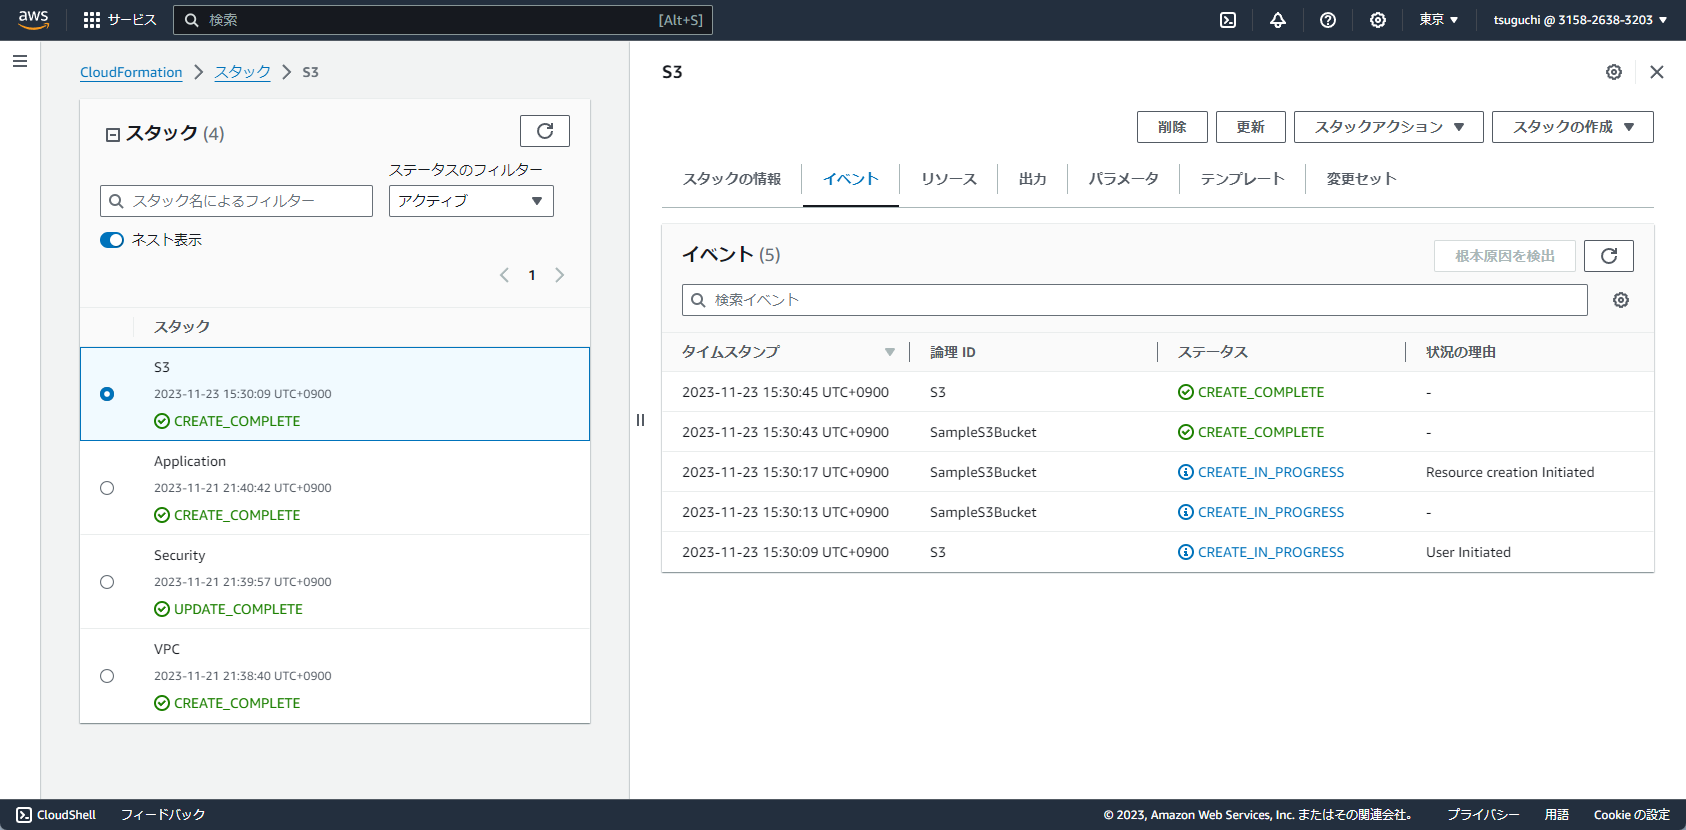 aws サービス 検索 [Alt+S] 東京 ▼ tsuguchi @ 3158-2638-3203 ▼
CloudFormation > スタック > S3
スタック (4)
ステータスのフィルター
スタック名によるフィルター アクティブ ▼
ネスト表示
< 1 >
スタック
S3
2023-11-23 15:30:09 UTC+0900
CREATE_COMPLETE
Application
2023-11-21 21:40:42 UTC+0900
CREATE_COMPLETE
Security
2023-11-21 21:39:57 UTC+0900
UPDATE_COMPLETE
VPC
2023-11-21 21:38:40 UTC+0900
CREATE_COMPLETE
S3
削除 更新 スタックアクション ▼ スタックの作成 ▼
スタックの情報 イベント リソース 出力 パラメータ テンプレート 変更セット
イベント (5) 根本原因を検出
検索イベント
タイムスタンプ ▼ 論理 ID ステータス 状況の理由
2023-11-23 15:30:45 UTC+0900 S3 CREATE_COMPLETE -
2023-11-23 15:30:43 UTC+0900 SampleS3Bucket CREATE_COMPLETE -
2023-11-23 15:30:17 UTC+0900 SampleS3Bucket CREATE_IN_PROGRESS Resource creation Initiated
2023-11-23 15:30:13 UTC+0900 SampleS3Bucket CREATE_IN_PROGRESS -
2023-11-23 15:30:09 UTC+0900 S3 CREATE_IN_PROGRESS User Initiated
CloudShell フィードバック © 2023, Amazon Web Services, Inc. またはその関連会社。 プライバシー 用語 Cookie の設定